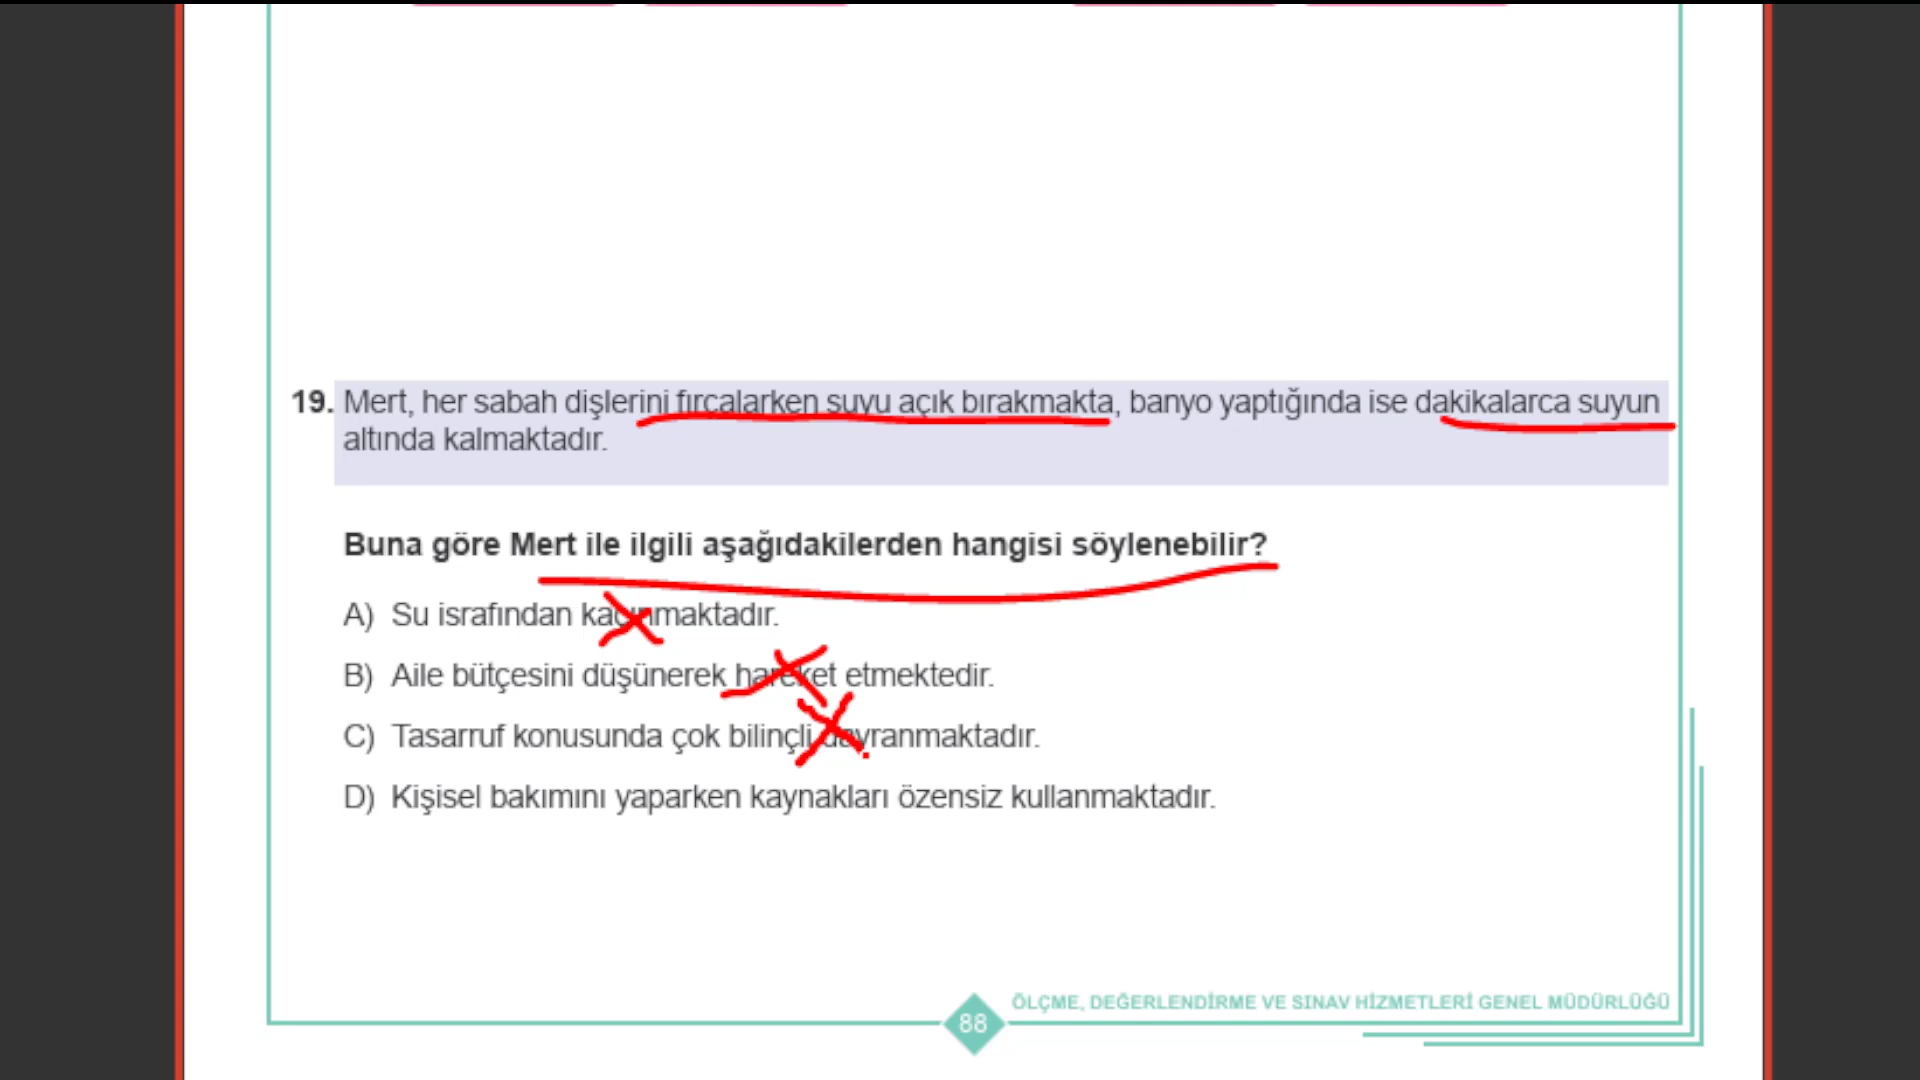 19. Mert, her sabah dişlerini fırçalarken suyu açık bırakmakta, banyo yaptığında ise dakikalarca suyun
altında kalmaktadır.
Buna göre Mert ile ilgili aşağıdakilerden hangisi söylenebilir?
A) Su israfından kaçınmaktadır.
B) Aile bütçesini düşünerek hareket etmektedir.
C) Tasarruf konusunda çok bilinçli davranmaktadır.
D) Kişisel bakımını yaparken kaynakları özensiz kullanmaktadır.
ÖLÇME, DEĞERLENDİRME VE SINAV HİZMETLERİ GENEL MÜDÜRLÜĞÜ
88